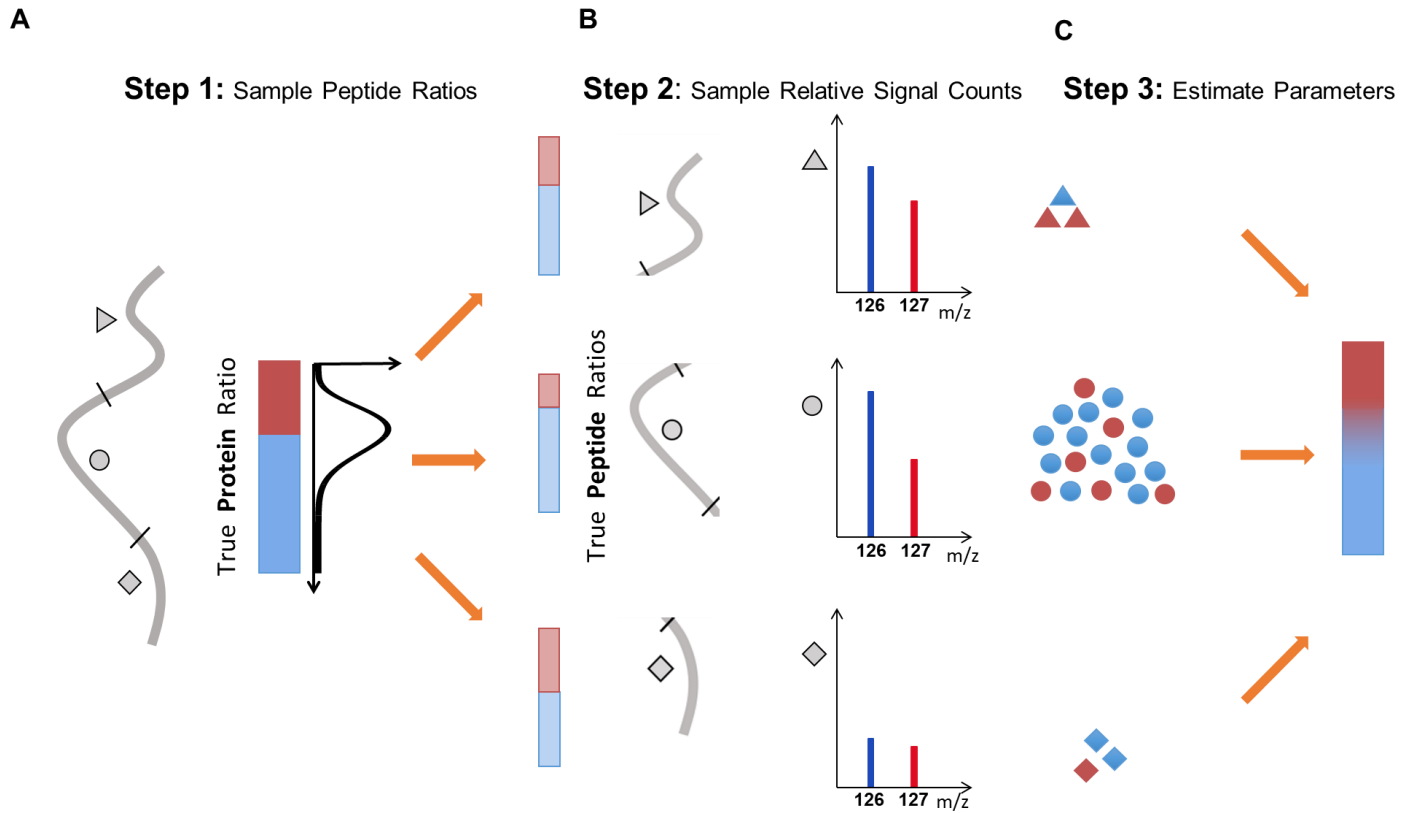 A
B
C
Step 1: Sample Peptide Ratios
Step 2: Sample Relative Signal Counts
Step 3: Estimate Parameters
True Protein Ratio
True Peptide Ratios
126 127 m/z
126 127 m/z
126 127 m/z